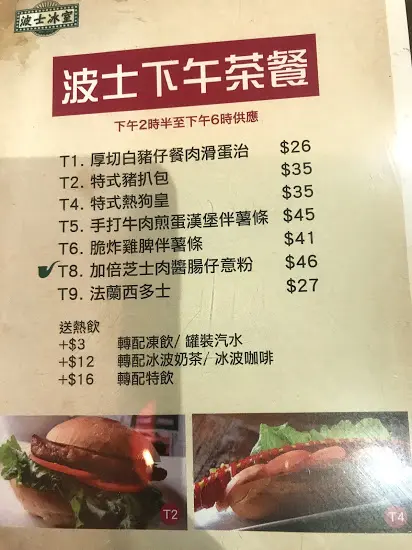 波士冰室
波士下午茶餐
下午2時半至下午6時供應
T1. 厚切白豬仔餐肉滑蛋治 $26
T2. 特式豬扒包 $35
T4. 特式熱狗皇 $35
T5. 手打牛肉煎蛋漢堡伴薯條 $45
T6. 脆炸雞脾伴薯條 $41
T8. 加倍芝士肉醬腸仔意粉 $46
T9. 法蘭西多士 $27
送熱飲
+$3 轉配凍飲/ 罐裝汽水
+$12 轉配冰波奶茶/ 冰波咖啡
+$16 轉配特飲
T2
T4